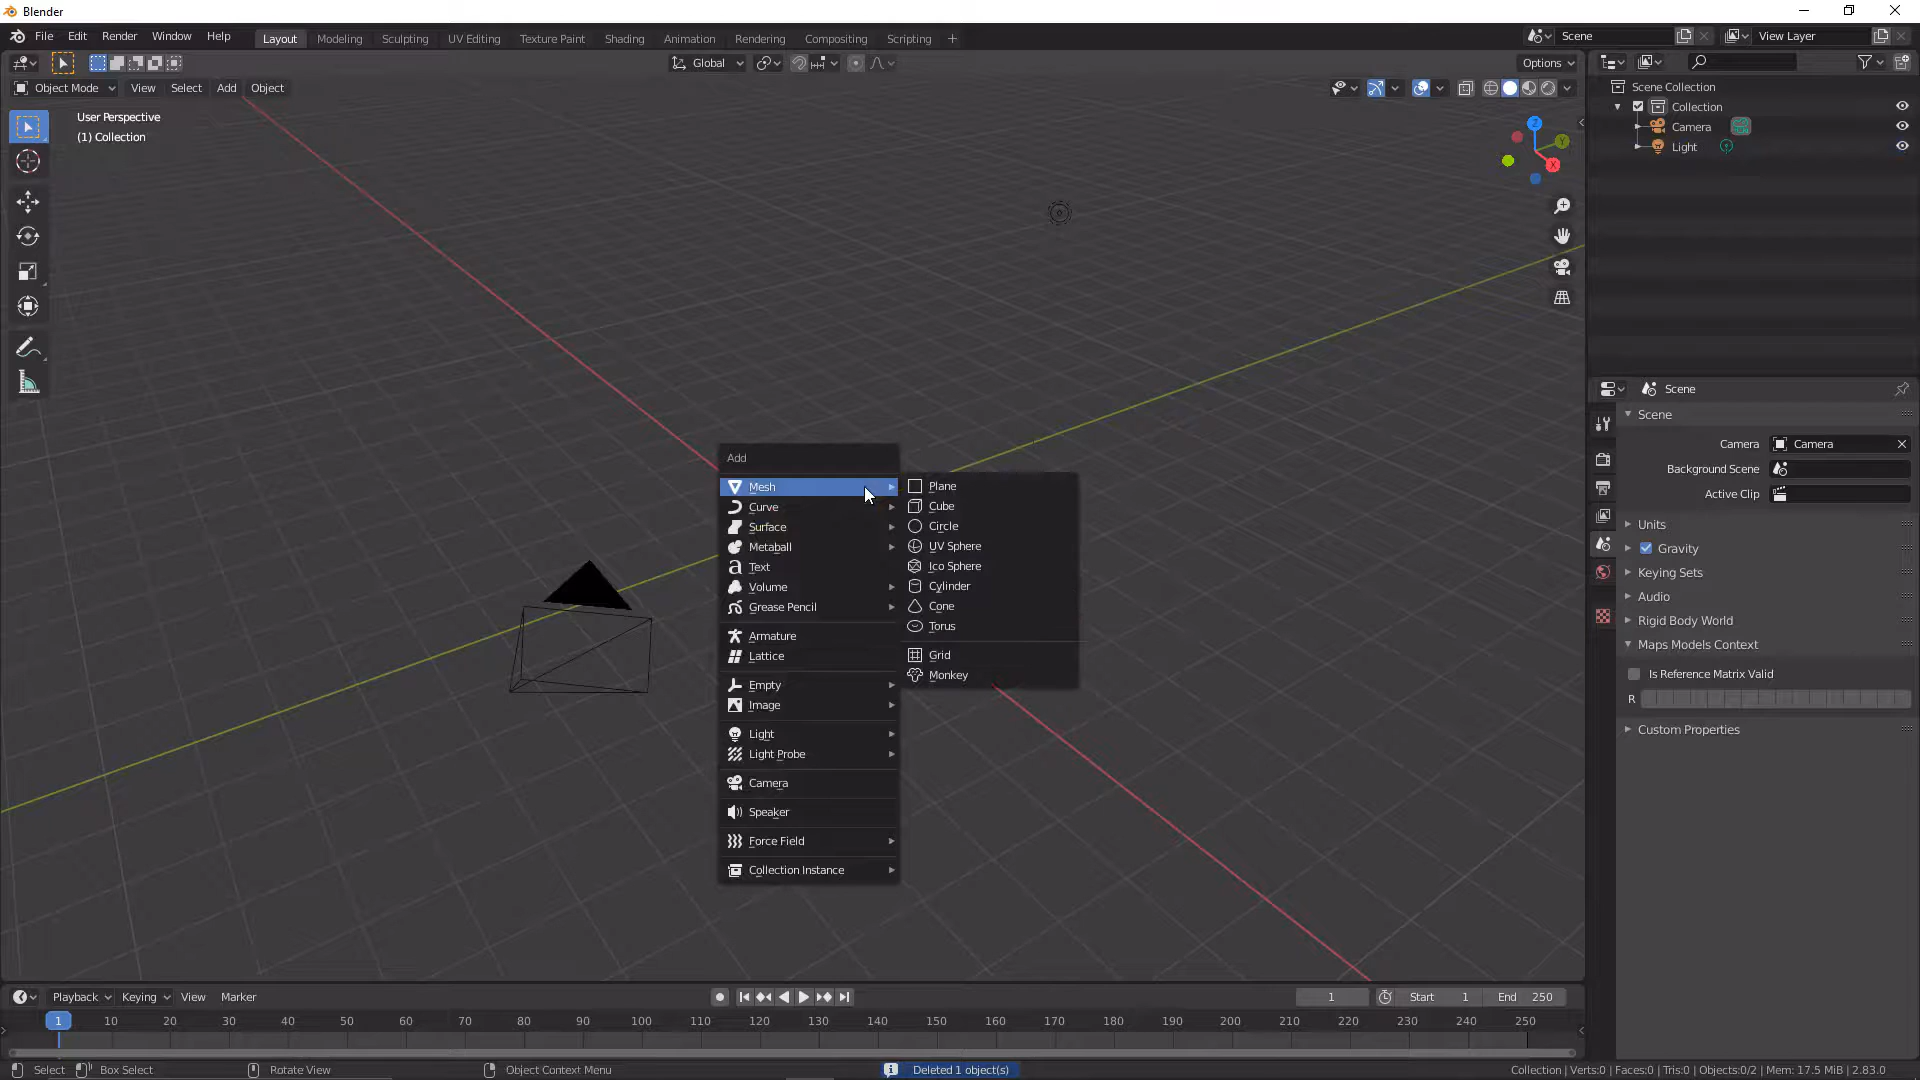 Blender
File Edit Render Window Help
Layout Modeling Sculpting UV Editing Texture Paint Shading Animation Rendering Compositing Scripting +
Scene
View Layer
Global
Options
Object Mode View Select Add Object
User Perspective
(1) Collection
Z
Y
X
Scene Collection
Collection
Camera
Light
Scene
Scene
Camera Camera
Background Scene
Active Clip
Units
Gravity
Keying Sets
Audio
Rigid Body World
Maps Models Context
Is Reference Matrix Valid
R
Custom Properties
Add
Mesh
Curve
Surface
Metaball
Text
Volume
Grease Pencil
Armature
Lattice
Empty
Image
Light
Light Probe
Camera
Speaker
Force Field
Collection Instance
Plane
Cube
Circle
UV Sphere
Ico Sphere
Cylinder
Cone
Torus
Grid
Monkey
Playback Keying View Marker
1 Start 1 End 250
1 10 20 30 40 50 60 70 80 90 100 110 120 130 140 150 160 170 180 190 200 210 220 230 240 250
Select Box Select Rotate View Object Context Menu Deleted 1 object(s) Collection | Verts:0 | Faces:0 | Tris:0 | Objects:0/2 | Mem: 17.5 MiB | 2.83.0